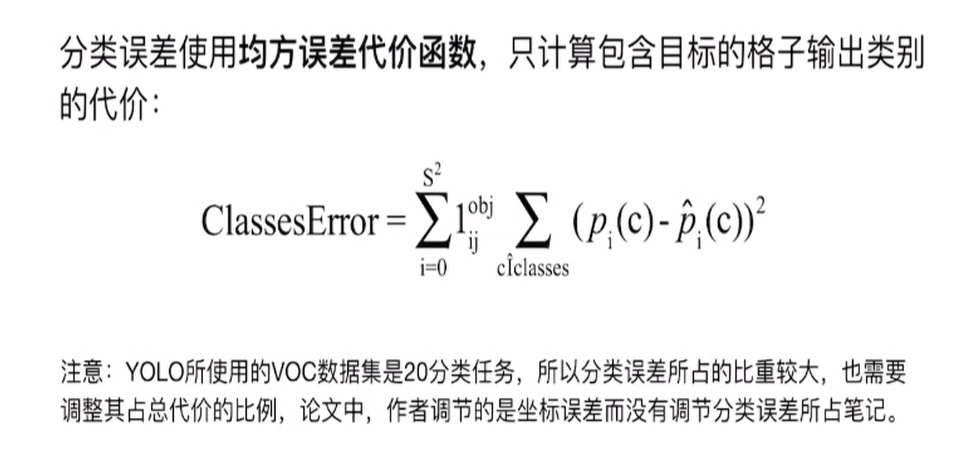 分类误差使用均方误差代价函数，只计算包含目标的格子输出类别
的代价：
ClassesError = \sum_{i=0}^{S^2} 1_{ij}^{obj} \sum_{cÎclasses} (p_i(c) - \hat{p}_i(c))^2
注意：YOLO所使用的VOC数据集是20分类任务，所以分类误差所占的比重较大，也需要
调整其占总代价的比例，论文中，作者调节的是坐标误差而没有调节分类误差所占笔记。